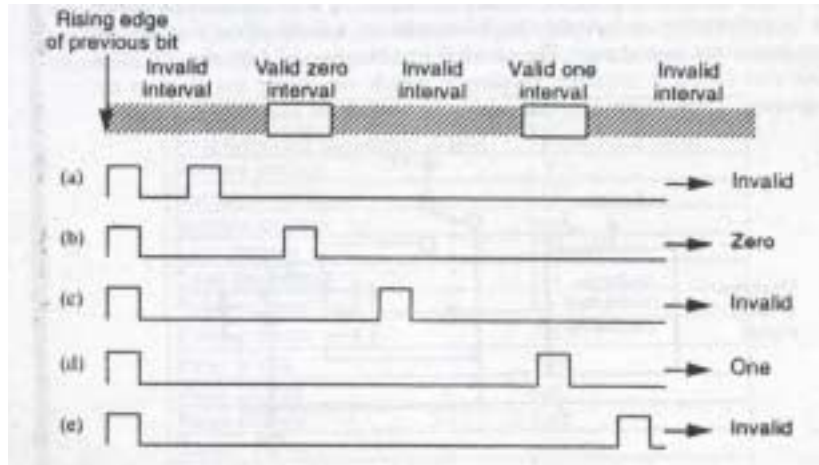 Rising edge
of previous bit
Invalid
interval
Valid zero
interval
Invalid
interval
Valid one
interval
Invalid
interval
(a)
Invalid
(b)
Zero
(c)
Invalid
(d)
One
(e)
Invalid